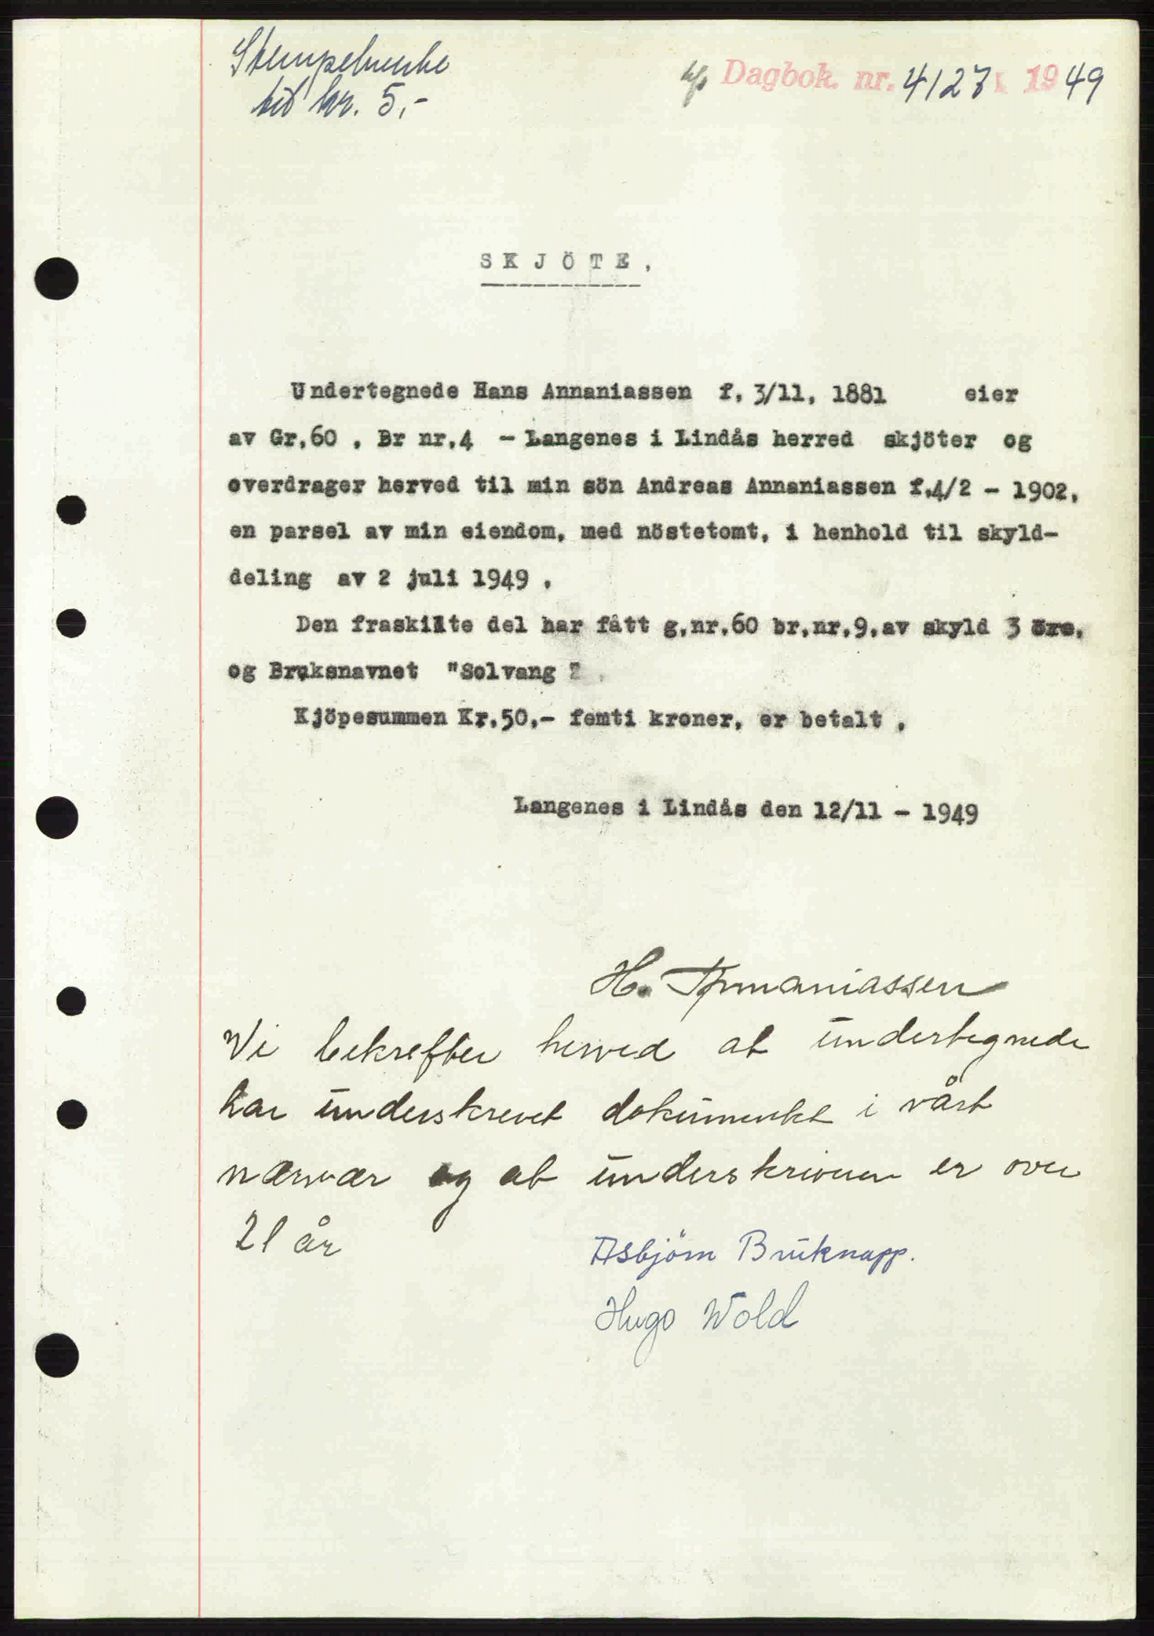 Stempelmerke
til kr. 5,-
Dagbok nr. 4127 1949
SKJÖTE.
Undertegnede Hans Annaniassen f, 3/11, 1881 eier
av Gr,60 , Br nr,4 - Langenes i Lindås herred skjöter og
overdrager herved til min sön Andreas Annaniassen f,4/2 - 1902,
en parsel av min eiendom, med nöstetomt, i henhold til skyld-
deling av 2 juli 1949 .
Den fraskilte del har fått g,nr,60 br,nr,9,av skyld 3 öre,
og Bruksnavnet "Solvang
Kjöpesummen Kr,50,- femti kroner, er betalt .
Langenes i Lindås den 12/11 - 1949
H. Annaniassen
Vi bekrefter herved at undertegnede
har underskrevet dokumentet i vårt
nærvær og at underskriveren er over
21 år
Asbjörn Bruknapp.
Hugo Wold